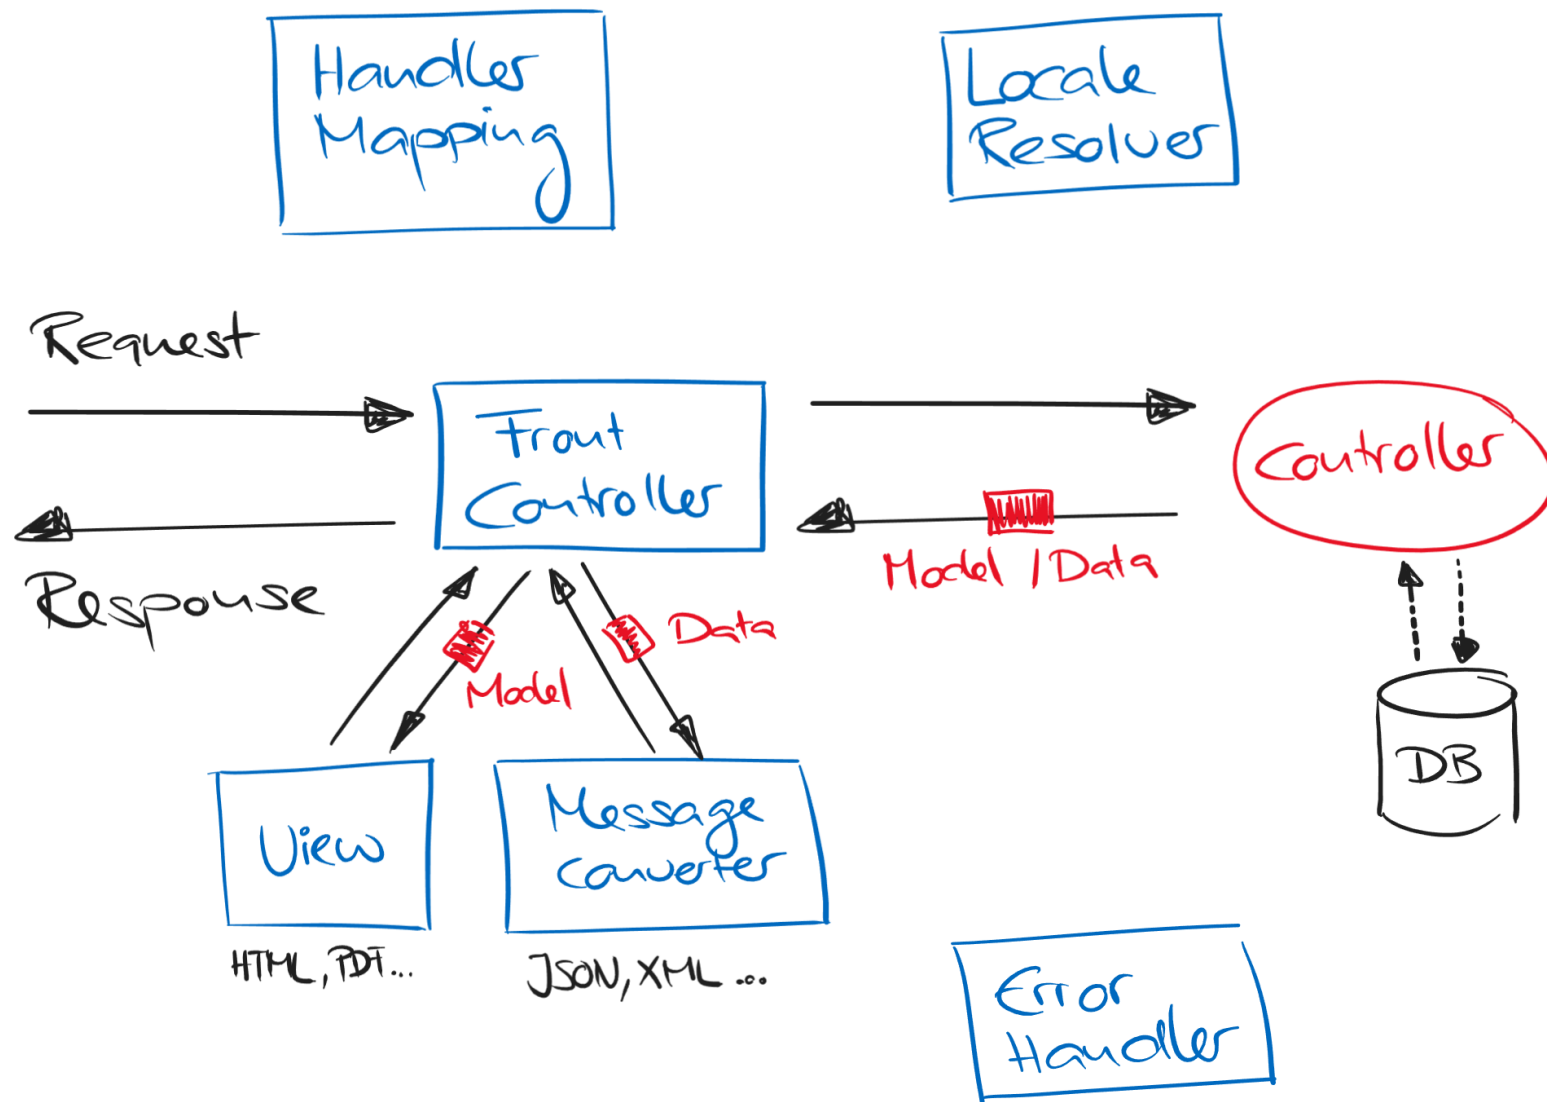 Handler
Mapping
Locale
Resolver
Request
Front
Controller
Controller
Response
Model / Data
Data
Model
DB
View
Message
Converter
HTML, PDF...
JSON, XML ...
Error
Handler